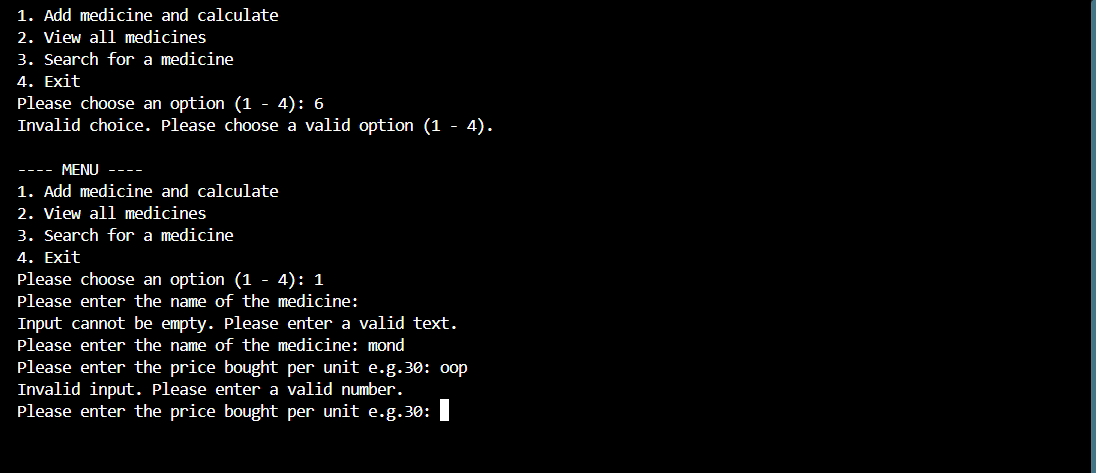 1. Add medicine and calculate
2. View all medicines
3. Search for a medicine
4. Exit
Please choose an option (1 - 4): 6
Invalid choice. Please choose a valid option (1 - 4).
---- MENU ----
1. Add medicine and calculate
2. View all medicines
3. Search for a medicine
4. Exit
Please choose an option (1 - 4): 1
Please enter the name of the medicine:
Input cannot be empty. Please enter a valid text.
Please enter the name of the medicine: mond
Please enter the price bought per unit e.g.30: oop
Invalid input. Please enter a valid number.
Please enter the price bought per unit e.g.30: